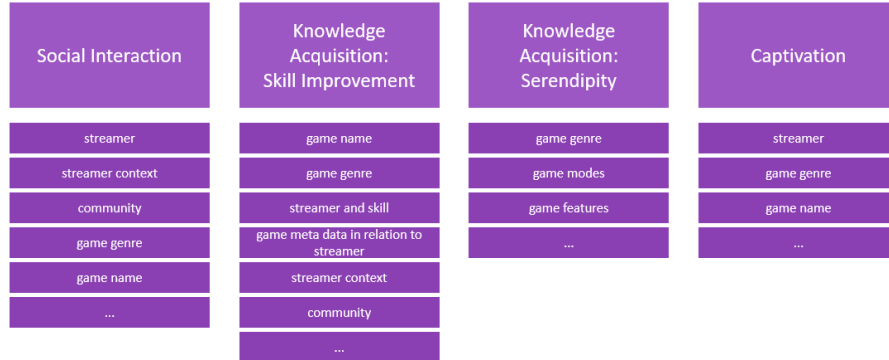 Social Interaction
streamer
streamer context
community
game genre
game name
...
Knowledge
Acquisition:
Skill Improvement
game name
game genre
streamer and skill
game meta data in relation to
streamer
streamer context
community
...
Knowledge
Acquisition:
Serendipity
game genre
game modes
game features
...
Captivation
streamer
game genre
game name
...